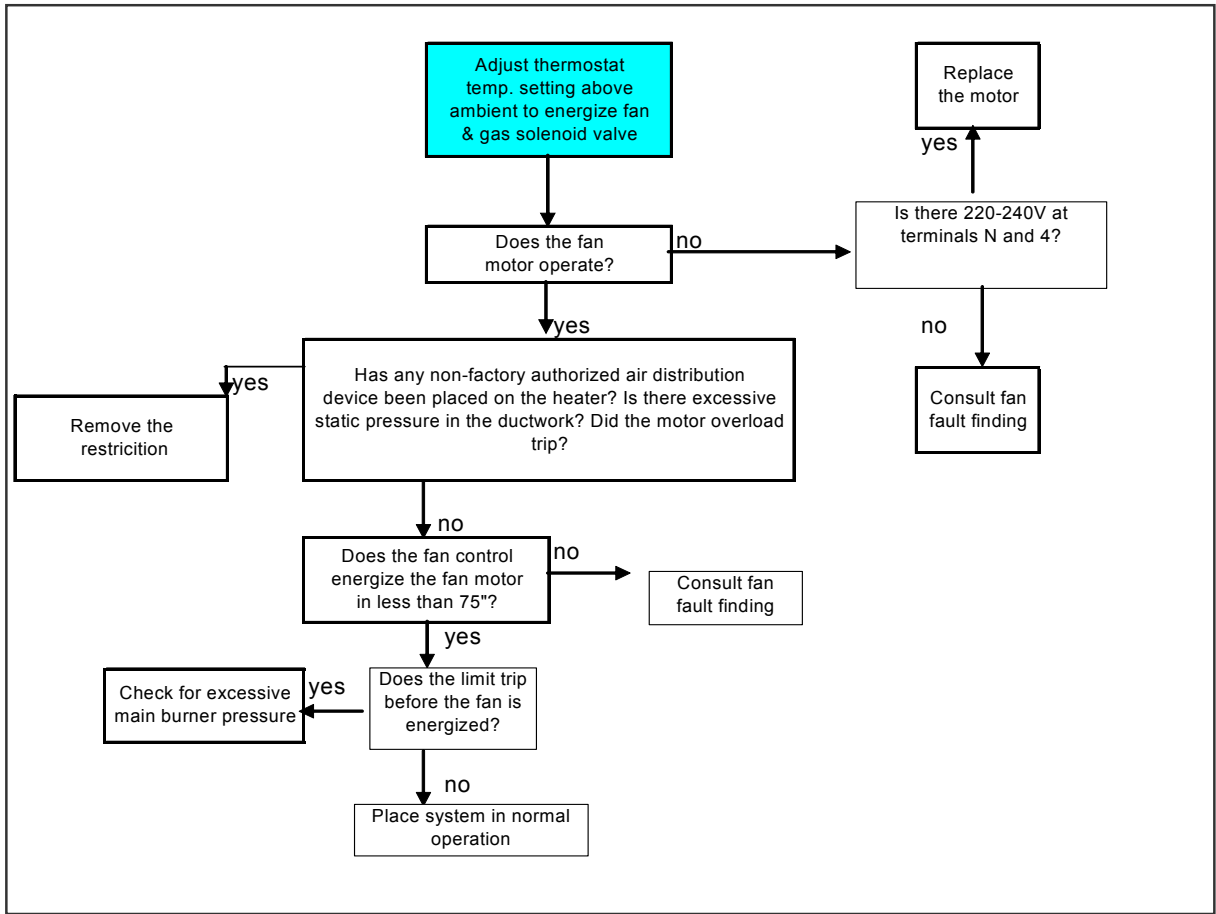 Adjust thermostat
temp. setting above
ambient to energize fan
& gas solenoid valve
Replace
the motor
yes
Is there 220-240V at
terminals N and 4?
Does the fan
motor operate?
no
no
yes
Consult fan
fault finding
Has any non-factory authorized air distribution
device been placed on the heater? Is there excessive
static pressure in the ductwork? Did the motor overload
trip?
yes
Remove the
restricition
no
Does the fan control
energize the fan motor
in less than 75"?
no
Consult fan
fault finding
yes
Does the limit trip
before the fan is
energized?
yes
Check for excessive
main burner pressure
no
Place system in normal
operation